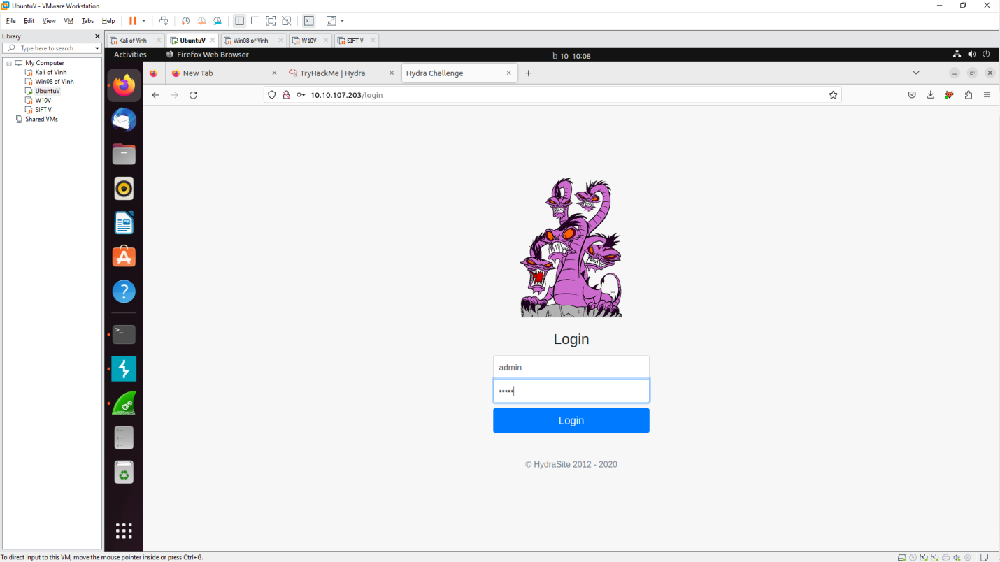 UbuntuV - VMware Workstation
File Edit View VM Tabs Help
Library
Type here to search
My Computer
Kali of Vinh
Win08 of Vinh
UbuntuV
W10V
SIFT V
Shared VMs
Kali of Vinh UbuntuV Win08 of Vinh W10V SIFT V
Activities Firefox Web Browser 10 10:08
New Tab TryHackMe | Hydra Hydra Challenge
10.10.107.203/login
Login
admin
•••••
Login
© HydraSite 2012 - 2020
To direct input to this VM, move the mouse pointer inside or press Ctrl+G.